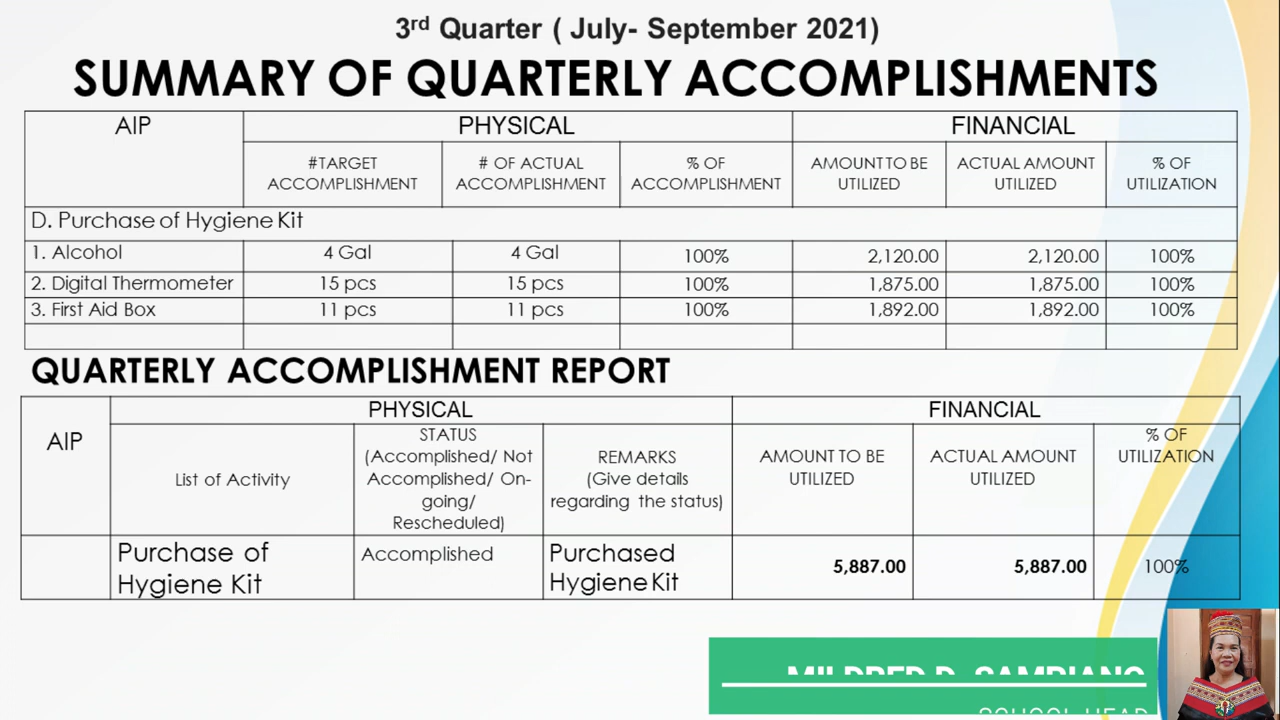 3rd Quarter ( July- September 2021)
SUMMARY OF QUARTERLY ACCOMPLISHMENTS
AIP PHYSICAL FINANCIAL
#TARGET ACCOMPLISHMENT # OF ACTUAL ACCOMPLISHMENT % OF ACCOMPLISHMENT AMOUNT TO BE UTILIZED ACTUAL AMOUNT UTILIZED % OF UTILIZATION
D. Purchase of Hygiene Kit
1. Alcohol 4 Gal 4 Gal 100% 2,120.00 2,120.00 100%
2. Digital Thermometer 15 pcs 15 pcs 100% 1,875.00 1,875.00 100%
3. First Aid Box 11 pcs 11 pcs 100% 1,892.00 1,892.00 100%
QUARTERLY ACCOMPLISHMENT REPORT
AIP PHYSICAL FINANCIAL
List of Activity STATUS (Accomplished/ Not Accomplished/ On-going/ Rescheduled) REMARKS (Give details regarding the status) AMOUNT TO BE UTILIZED ACTUAL AMOUNT UTILIZED % OF UTILIZATION
Purchase of Hygiene Kit Accomplished Purchased Hygiene Kit 5,887.00 5,887.00 100%
MILDRED D.
SCHOOL HEAD